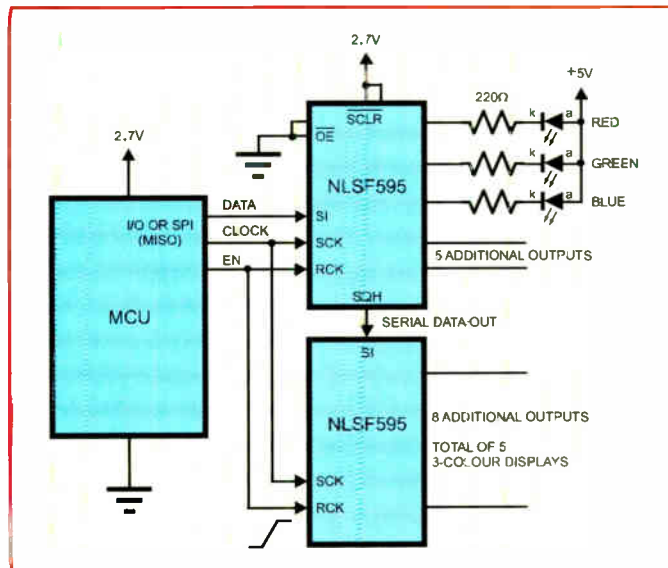 2.7V
+5V
220Ω
SCLR
OE
k
a
RED
NLSF595
k
a
GREEN
2.7V
k
a
BLUE
I/O OR SPI
(MISO)
DATA
SI
CLOCK
SCK
5 ADDITIONAL OUTPUTS
EN
RCK
MCU
SQH
SERIAL DATA-OUT
SI
NLSF595
8 ADDITIONAL OUTPUTS
TOTAL OF 5
3-COLOUR DISPLAYS
SCK
RCK